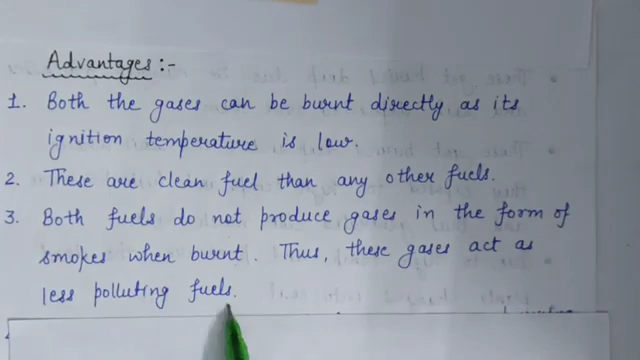 Advantages :-
1. Both the gases can be burnt directly, as its
ignition temperature is low.
2. These are clean fuel than any other fuels.
3. Both fuels do not produce gases in the form of
smokes when burnt. Thus, these gases act as
less polluting fuels.